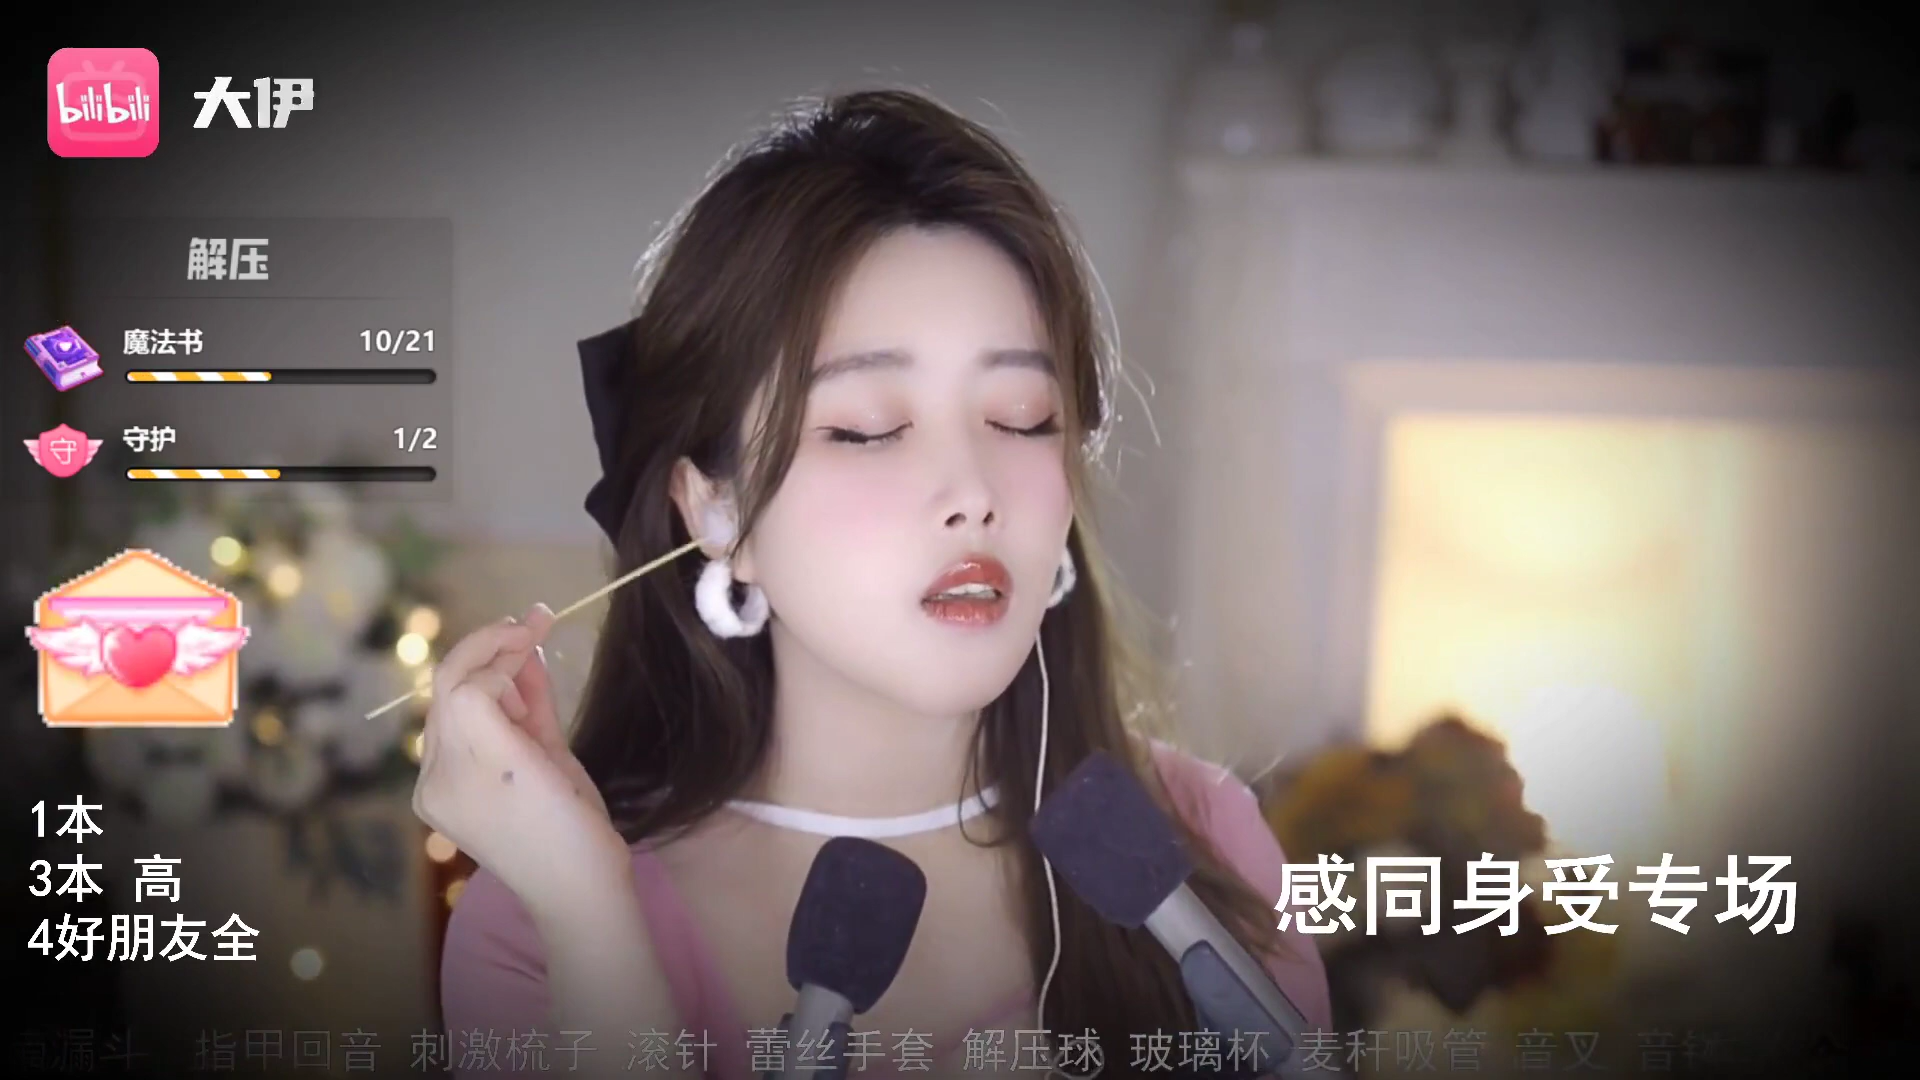 bilibili 大伊
解压
魔法书 10/21
守护 1/2
守
1本
3本 高
4好朋友全
感同身受专场
漏斗 指甲回音 刺激梳子 滚针 蕾丝手套 解压球 玻璃杯 麦秆吸管 音叉 音